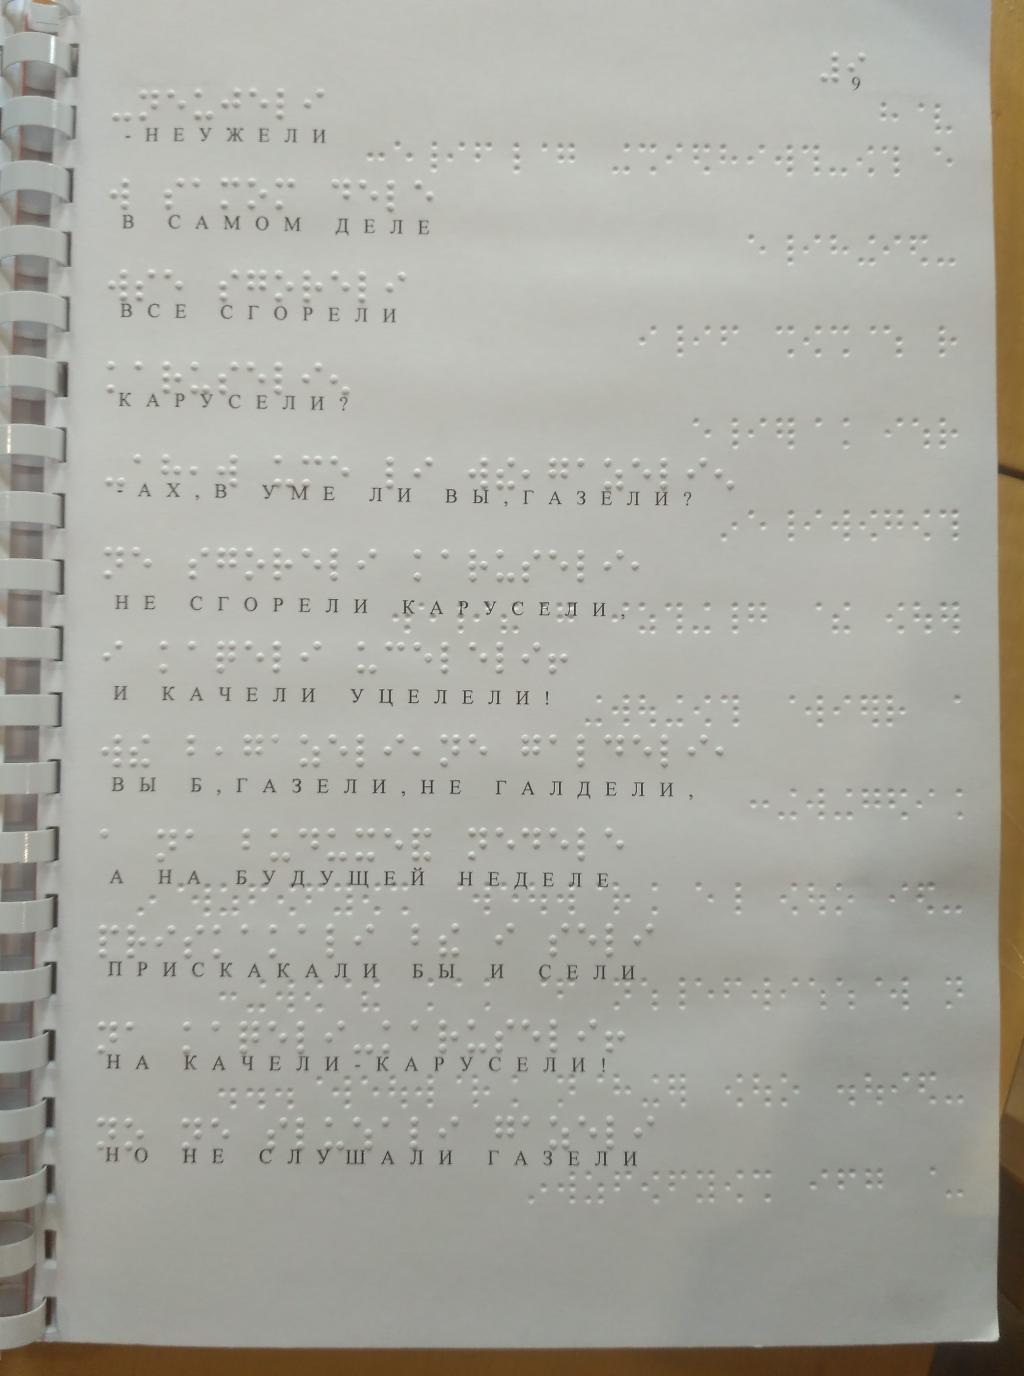 9
-НЕУЖЕЛИ
В САМОМ ДЕЛЕ
ВСЕ СГОРЕЛИ
КАРУСЕЛИ?
-АХ,В УМЕ ЛИ ВЫ,ГАЗЕЛИ?
НЕ СГОРЕЛИ КАРУСЕЛИ,
И КАЧЕЛИ УЦЕЛЕЛИ!
ВЫ Б,ГАЗЕЛИ,НЕ ГАЛДЕЛИ,
А НА БУДУЩЕЙ НЕДЕЛЕ
ПРИСКАКАЛИ БЫ И СЕЛИ
НА КАЧЕЛИ-КАРУСЕЛИ!
НО НЕ СЛУШАЛИ ГАЗЕЛИ